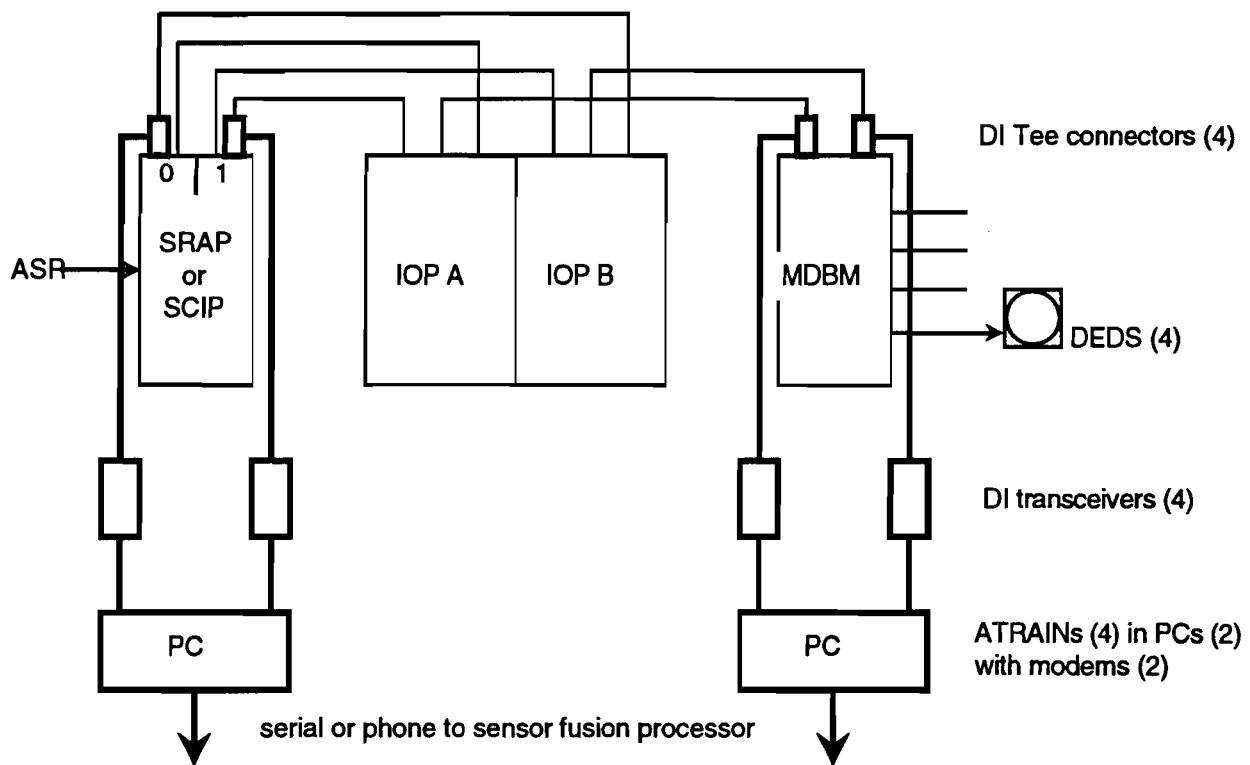 DI Tee connectors (4)
0 1
SRAP
or
SCIP
ASR
IOP A
IOP B
MDBM
DEDS (4)
DI transceivers (4)
PC
PC
ATRAINs (4) in PCs (2)
with modems (2)
serial or phone to sensor fusion processor